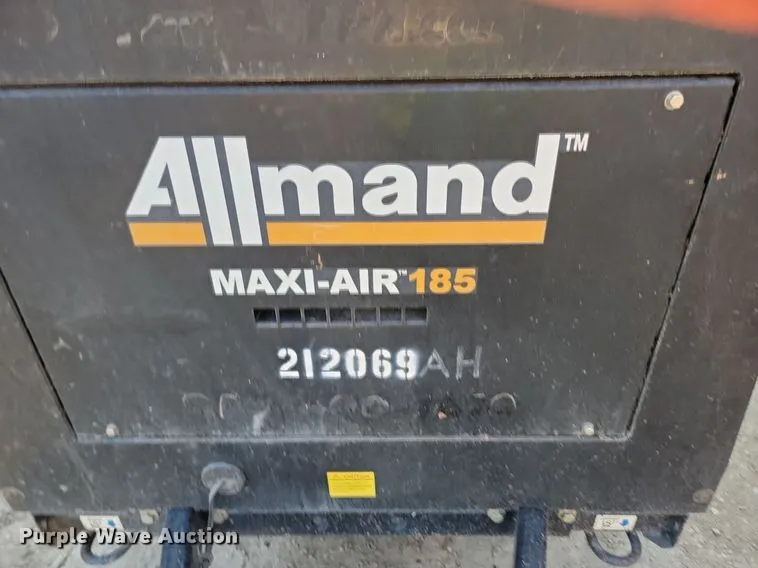 Allmand™
MAXI-AIR™185
212069AH
Purple Wave Auction